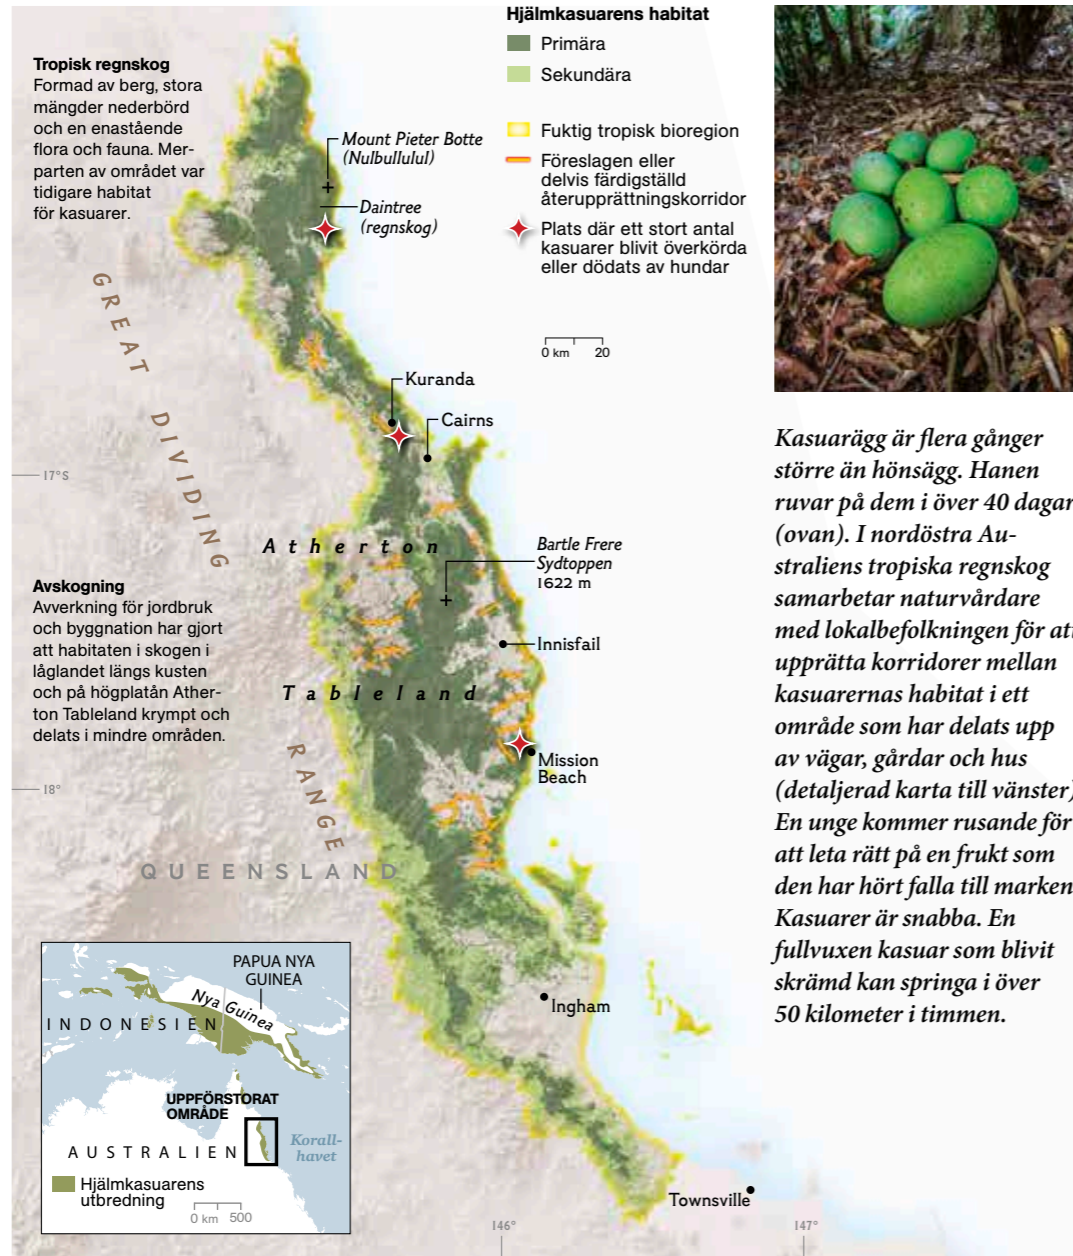 Hjälmkasuarens habitat
Primära
Sekundära
Fuktig tropisk bioregion
Föreslagen eller
delvis färdigställd
återupprättningskorridor
Plats där ett stort antal
kasuarer blivit överkörda
eller dödats av hundar
0 km 20
Tropisk regnskog
Formad av berg, stora
mängder nederbörd
och en enastående
flora och fauna. Mer-
parten av området var
tidigare habitat
för kasuarer.
Mount Pieter Botte
(Nulbullulul)
Daintree
(regnskog)
GREAT DIVIDING
RANGE
Kuranda
Cairns
17°S
Atherton
Tableland
Bartle Frere
Sydtoppen
1622 m
Avskogning
Avverkning för jordbruk
och byggnation har gjort
att habitaten i skogen i
låglandet längs kusten
och på högplatån Ather-
ton Tableland krympt och
delats i mindre områden.
Innisfail
Mission
Beach
18°
QUEENSLAND
Ingham
Townsville
146°
147°
PAPUA NYA
GUINEA
Nya Guinea
INDONESIEN
UPPFÖRSTORAT
OMRÅDE
AUSTRALIEN
Korall-
havet
Hjälmkasuarens
utbredning
0 km 500
Kasuarägg är flera gånger
större än hönsägg. Hanen
ruvar på dem i över 40 dagar
(ovan). I nordöstra Au-
straliens tropiska regnskog
samarbetar naturvårdare
med lokalbefolkningen för att
upprätta korridorer mellan
kasuarernas habitat i ett
område som har delats upp
av vägar, gårdar och hus
(detaljerad karta till vänster)
En unge kommer rusande för
att leta rätt på en frukt som
den har hört falla till marken
Kasuarer är snabba. En
fullvuxen kasuar som blivit
skrämd kan springa i över
50 kilometer i timmen.